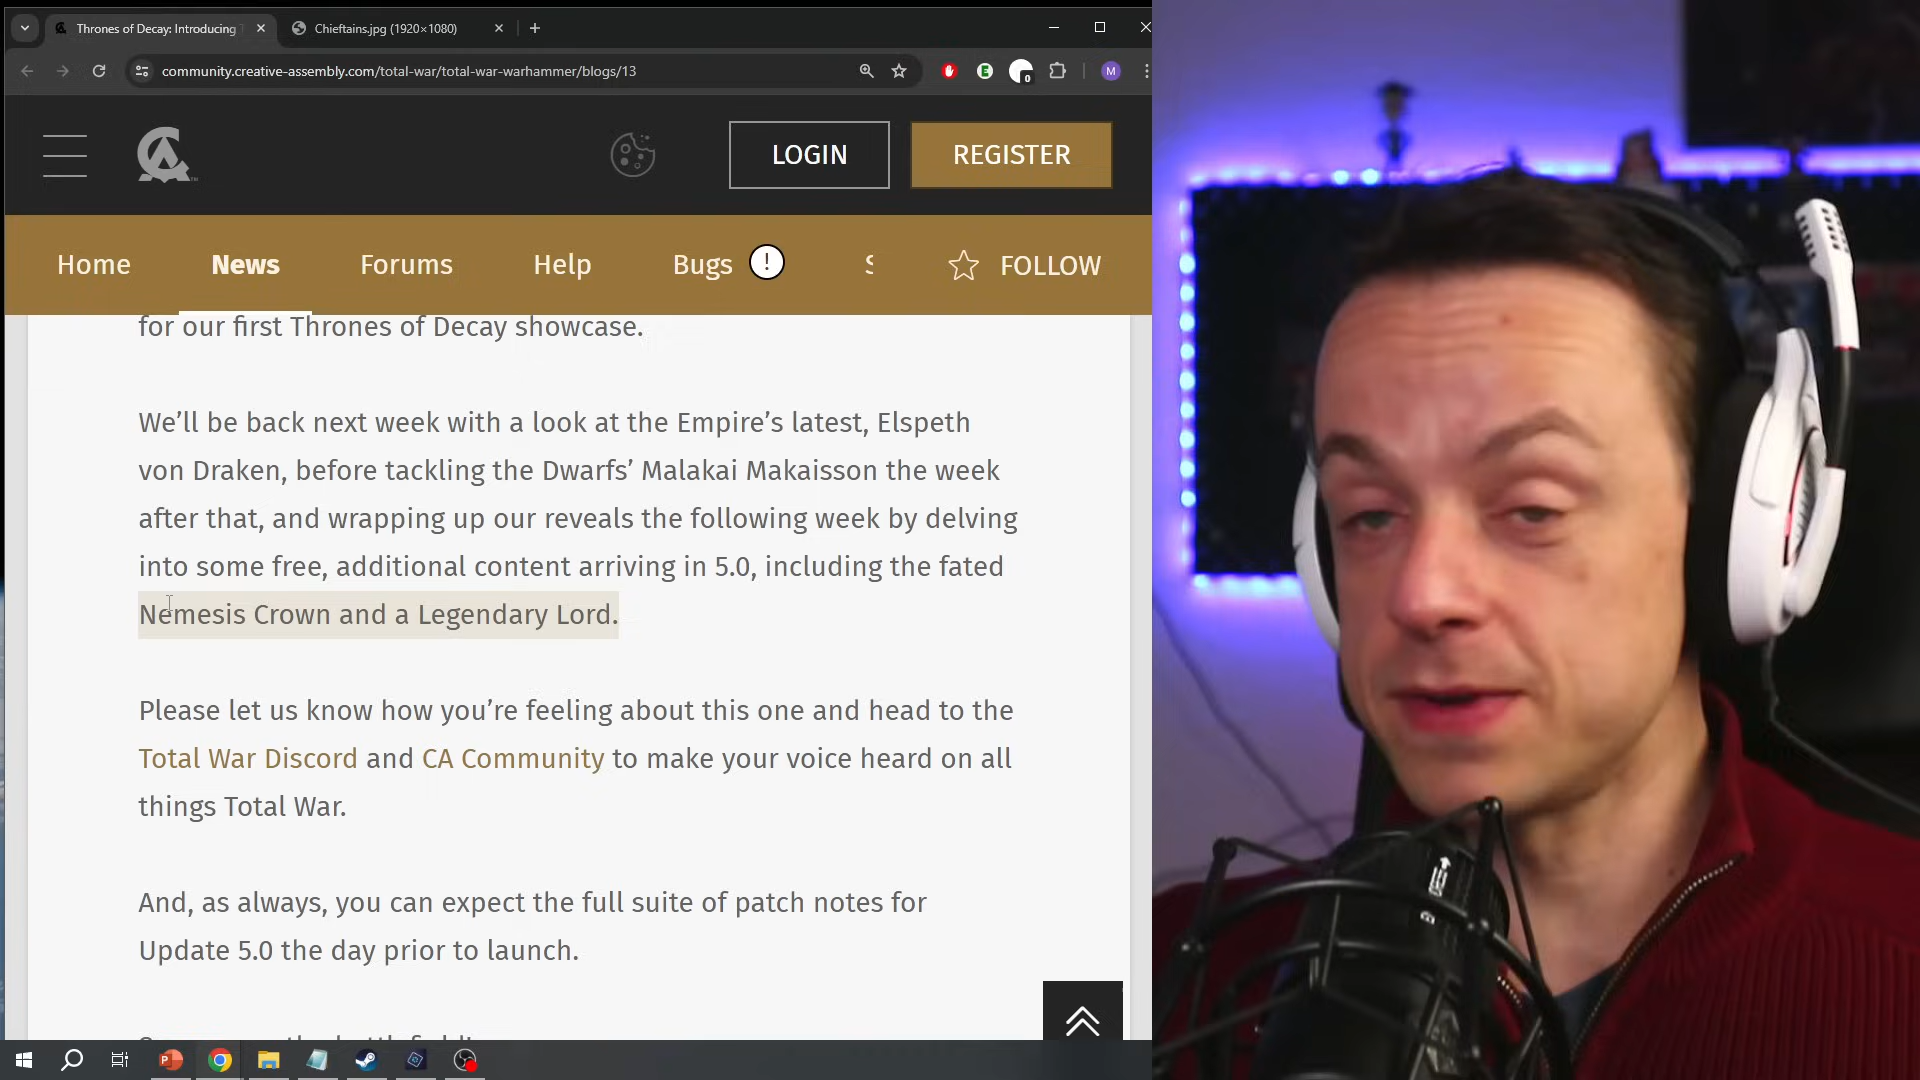 Thrones of Decay: Introducing
Chieftains.jpg (1920×1080)
community.creative-assembly.com/total-war/total-war-warhammer/blogs/13
0
M
LOGIN
REGISTER
Home
News
Forums
Help
Bugs
!
FOLLOW
for our first Thrones of Decay showcase.
We’ll be back next week with a look at the Empire’s latest, Elspeth
von Draken, before tackling the Dwarfs’ Malakai Makaisson the week
after that, and wrapping up our reveals the following week by delving
into some free, additional content arriving in 5.0, including the fated
Nemesis Crown and a Legendary Lord.
Please let us know how you’re feeling about this one and head to the
Total War Discord and CA Community to make your voice heard on all
things Total War.
And, as always, you can expect the full suite of patch notes for
Update 5.0 the day prior to launch.